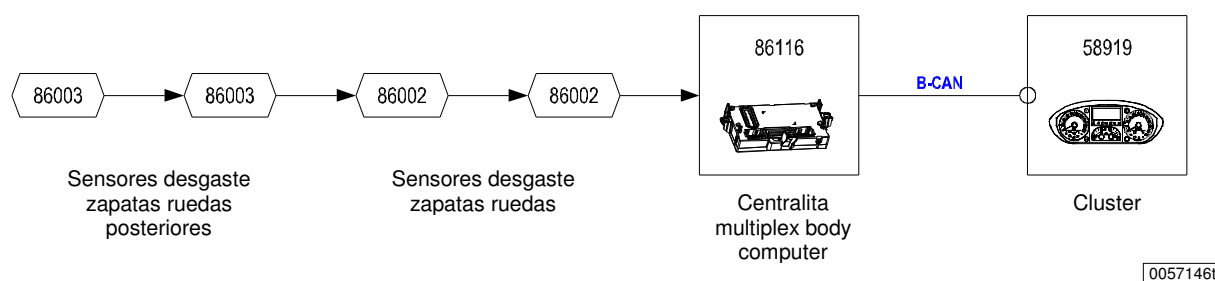 86116
58919
86003
86003
86002
86002
B-CAN
Sensores desgaste
zapatas ruedas
posteriores
Sensores desgaste
zapatas ruedas
Centralita
multiplex body
computer
Cluster
0057146t